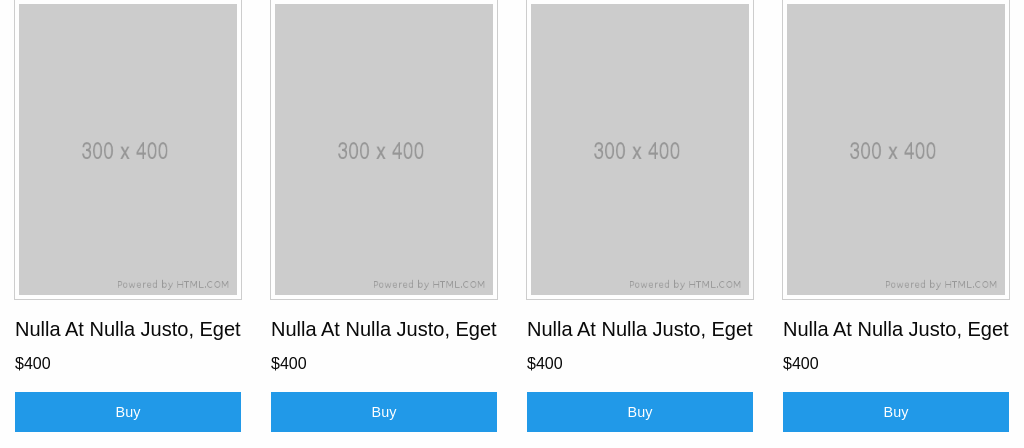 300 x 400
Powered by HTML.COM
Nulla At Nulla Justo, Eget
$400
Buy
300 x 400
Powered by HTML.COM
Nulla At Nulla Justo, Eget
$400
Buy
300 x 400
Powered by HTML.COM
Nulla At Nulla Justo, Eget
$400
Buy
300 x 400
Powered by HTML.COM
Nulla At Nulla Justo, Eget
$400
Buy